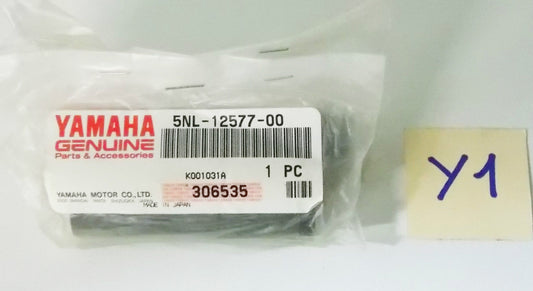 YAMAHA
GENUINE
Parts & Accessories
5NL-12577-00
K001031A
1 PC
YAMAHA MOTOR CO., LTD.
306535
MADE IN JAPAN
Y1